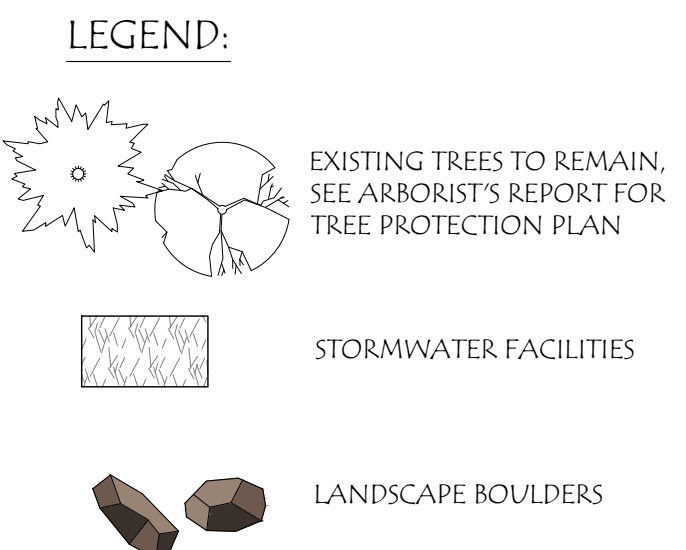 LEGEND:
EXISTING TREES TO REMAIN,
SEE ARBORIST'S REPORT FOR
TREE PROTECTION PLAN
STORMWATER FACILITIES
LANDSCAPE BOULDERS